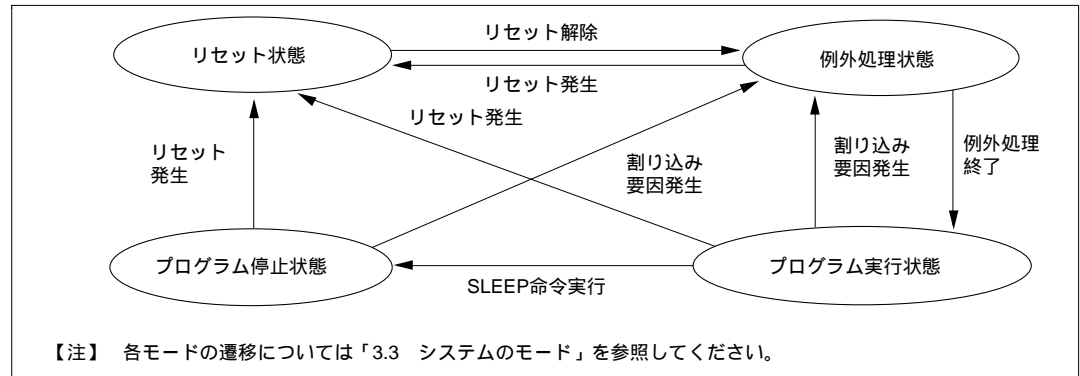 リセット解除
リセット状態
例外処理状態
リセット発生
リセット発生
リセット
発生
割り込み
要因発生
割り込み
要因発生
例外処理
終了
プログラム停止状態
プログラム実行状態
SLEEP命令実行
【注】 各モードの遷移については「3.3 システムのモード」を参照してください。